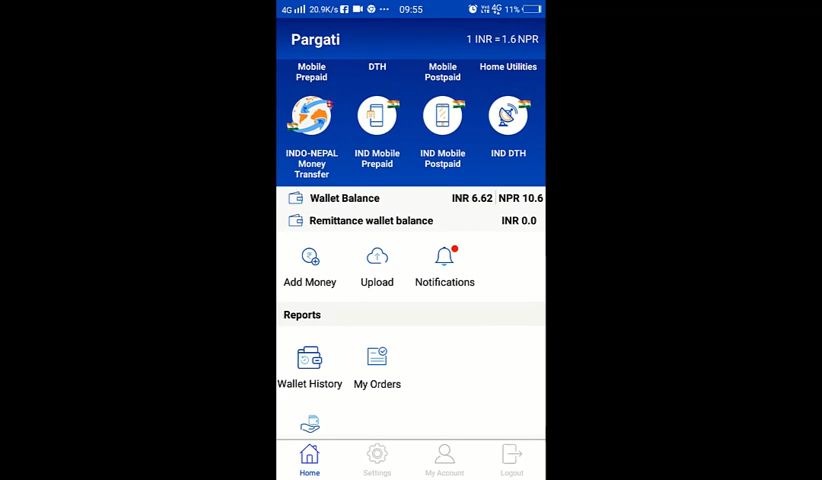 4G 20.9K/s 09:55 4G 11%
Pargati 1 INR = 1.6 NPR
Mobile Prepaid DTH Mobile Postpaid Home Utilities
INDO-NEPAL Money Transfer IND Mobile Prepaid IND Mobile Postpaid IND DTH
Wallet Balance INR 6.62 NPR 10.6
Remittance wallet balance INR 0.0
Add Money Upload Notifications
Reports
Wallet History My Orders
Home Settings My Account Logout